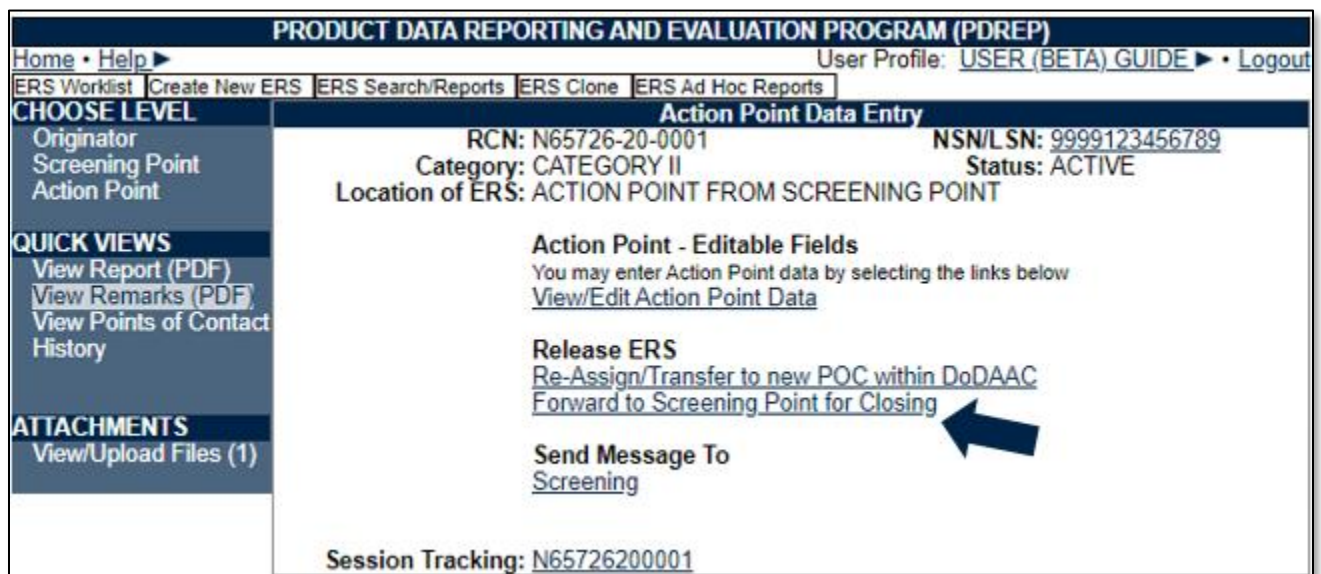 PRODUCT DATA REPORTING AND EVALUATION PROGRAM (PDREP)
Home • Help► User Profile: USER (BETA) GUIDE► • Logout
ERS Worklist Create New ERS ERS Search/Reports ERS Clone ERS Ad Hoc Reports
CHOOSE LEVEL
Originator
Screening Point
Action Point
QUICK VIEWS
View Report (PDF)
View Remarks (PDF)
View Points of Contact
History
ATTACHMENTS
View/Upload Files (1)
Action Point Data Entry
RCN: N65726-20-0001 NSN/LSN: 9999123456789
Category: CATEGORY II Status: ACTIVE
Location of ERS: ACTION POINT FROM SCREENING POINT
Action Point - Editable Fields
You may enter Action Point data by selecting the links below
View/Edit Action Point Data
Release ERS
Re-Assign/Transfer to new POC within DoDAAC
Forward to Screening Point for Closing
Send Message To
Screening
Session Tracking: N65726200001